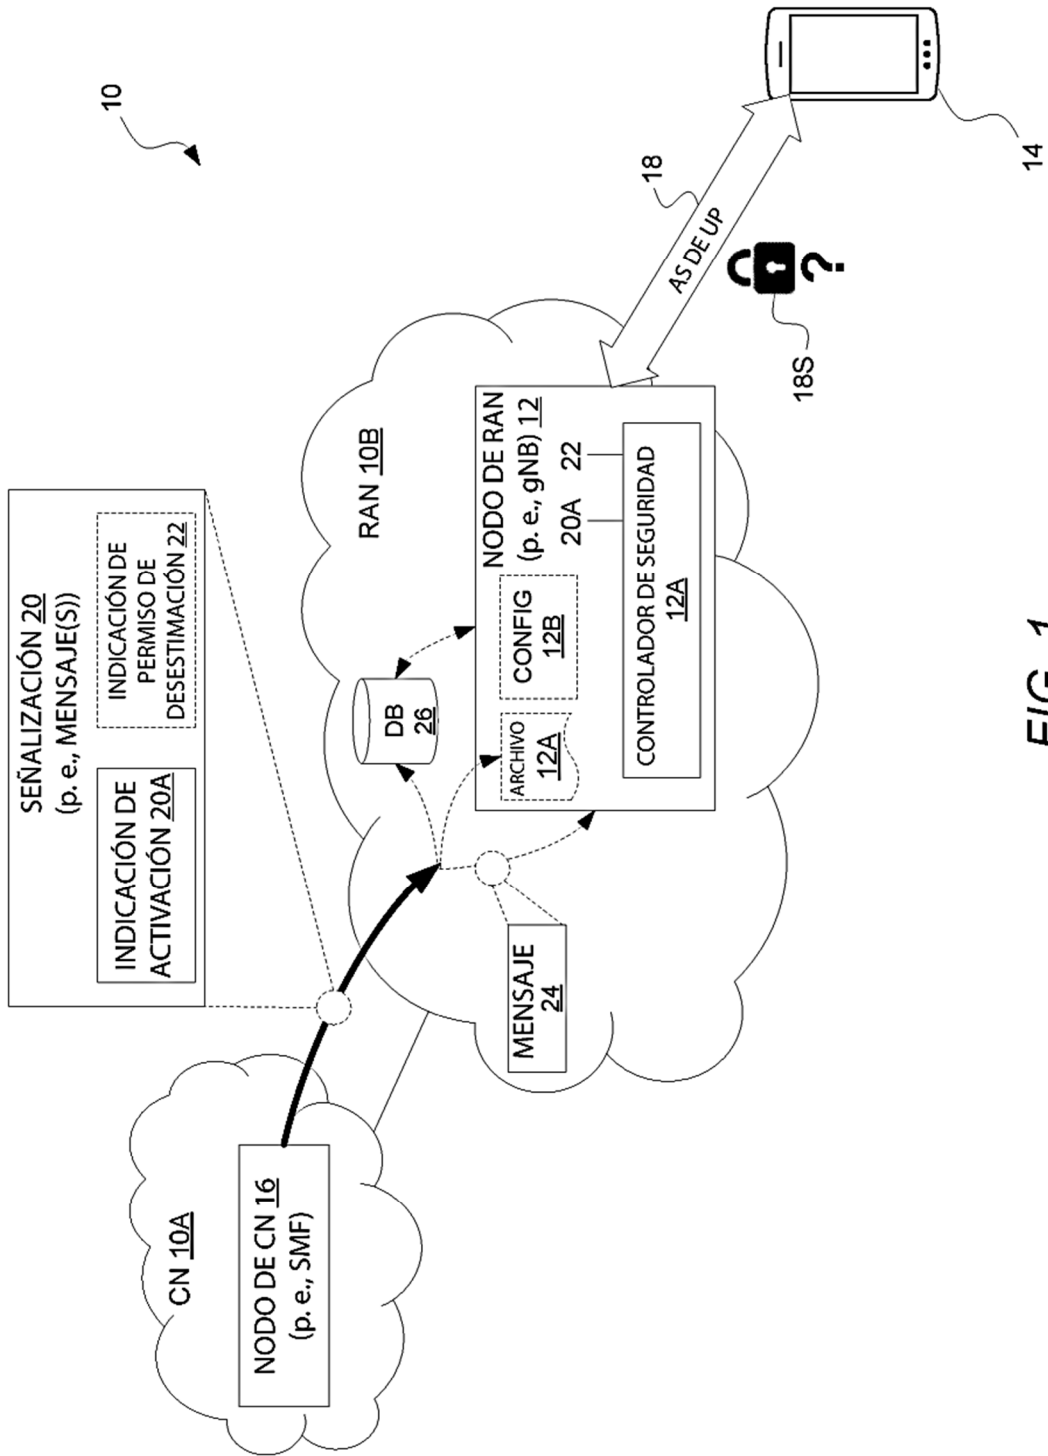 10
SEÑALIZACIÓN 20
(p. e., MENSAJE(S))
INDICACIÓN DE
ACTIVACIÓN 20A
INDICACIÓN DE
PERMISO DE
DESESTIMACIÓN 22
CN 10A
NODO DE CN 16
(p. e., SMF)
RAN 10B
DB
26
MENSAJE
24
NODO DE RAN
(p. e., gNB) 12
ARCHIVO
12A
CONFIG
12B
20A
22
CONTROLADOR DE SEGURIDAD
12A
AS DE UP
18
18S
?
14
FIG. 1